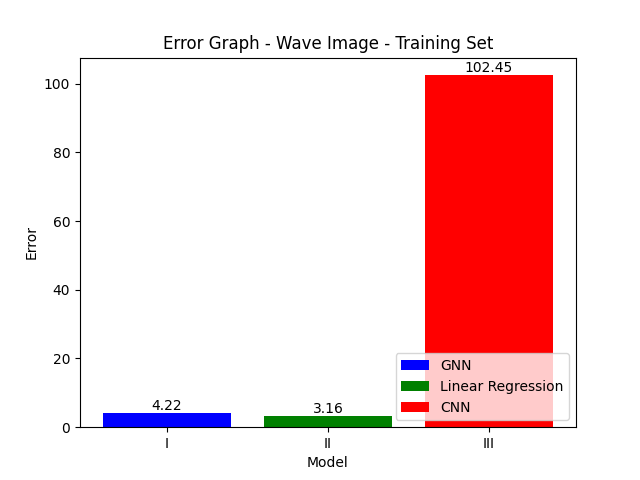 Error Graph - Wave Image - Training Set
Error
100
80
60
40
20
0
4.22
3.16
102.45
GNN
Linear Regression
CNN
I
II
III
Model